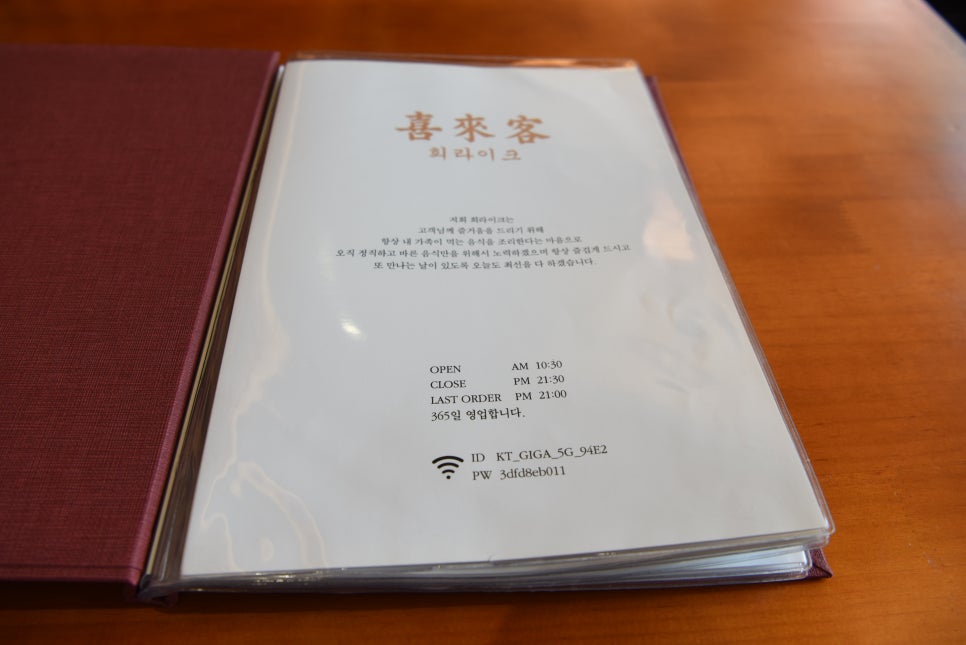 喜來客
희라이크
저희 희라이크는
고객님께 즐거움을 드리기 위해
항상 내 가족이 먹는 음식을 조리한다는 마음으로
오직 정직하고 바른 음식만을 위해서 노력하겠으며 항상 즐겁게 드시고
또 만나는 날이 있도록 오늘도 최선을 다 하겠습니다.
OPEN AM 10:30
CLOSE PM 21:30
LAST ORDER PM 21:00
365일 영업합니다.
ID KT_GIGA_5G_94E2
PW 3dfd8eb011